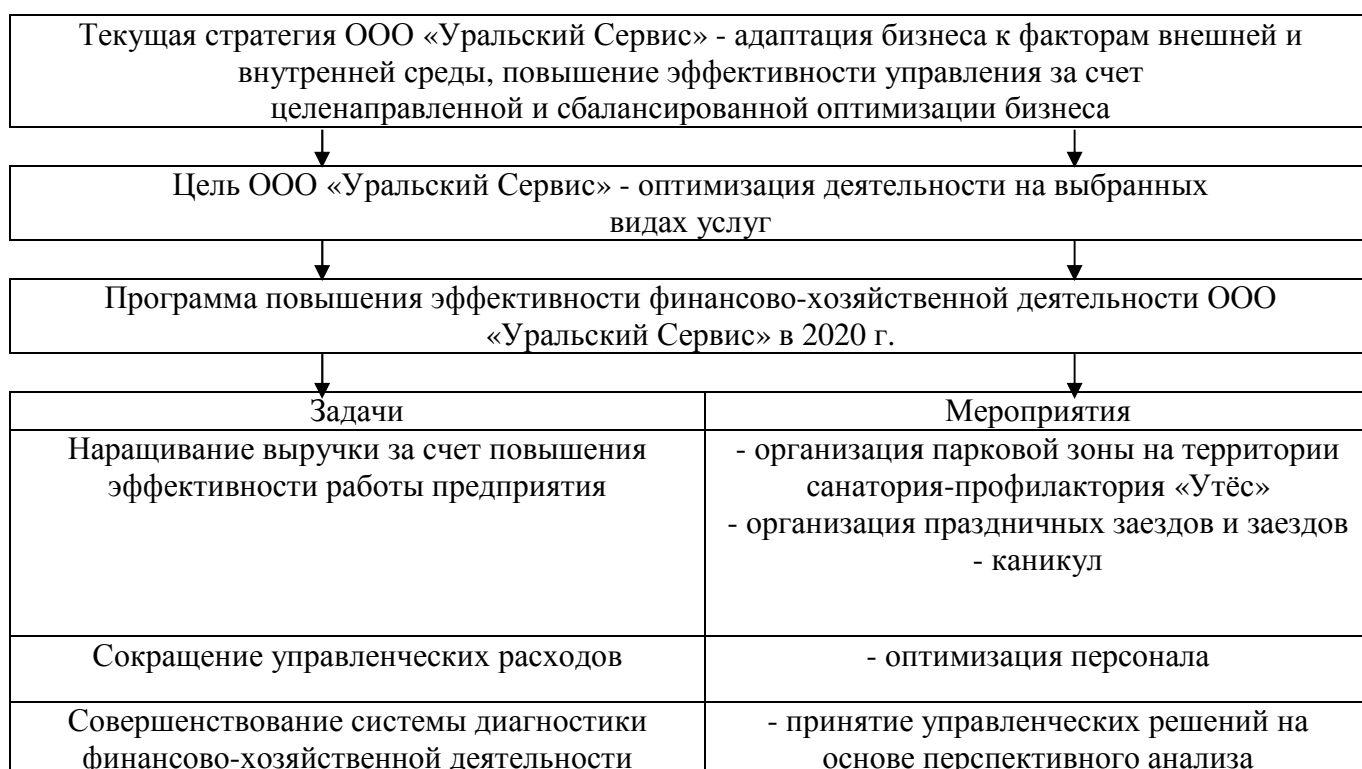 Текущая стратегия ООО «Уральский Сервис» - адаптация бизнеса к факторам внешней и
внутренней среды, повышение эффективности управления за счет
целенаправленной и сбалансированной оптимизации бизнеса
Цель ООО «Уральский Сервис» - оптимизация деятельности на выбранных
видах услуг
Программа повышения эффективности финансово-хозяйственной деятельности ООО
«Уральский Сервис» в 2020 г.
Задачи
Мероприятия
Наращивание выручки за счет повышения
эффективности работы предприятия
- организация парковой зоны на территории
санатория-профилактория «Утёс»
- организация праздничных заездов и заездов
- каникул
Сокращение управленческих расходов
- оптимизация персонала
Совершенствование системы диагностики
финансово-хозяйственной деятельности
- принятие управленческих решений на
основе перспективного анализа